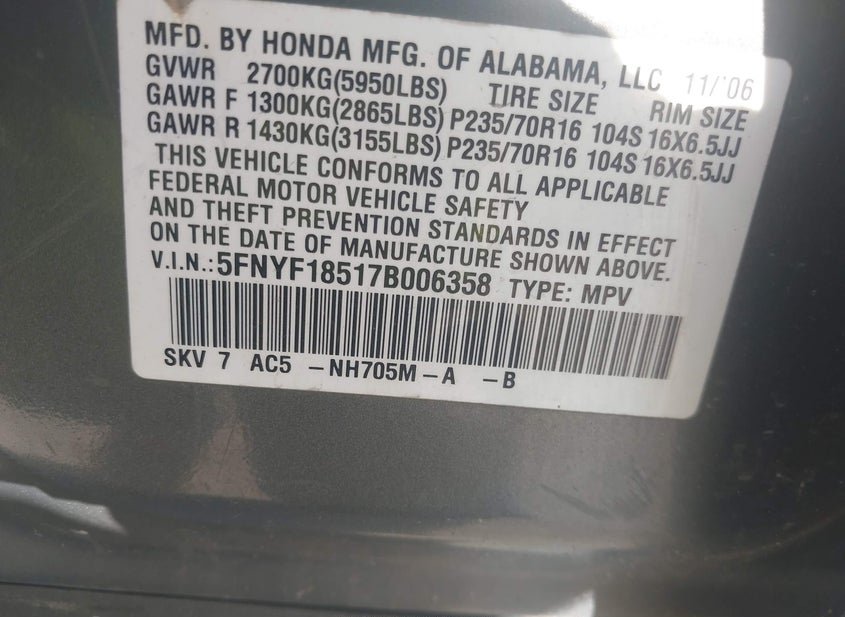 MFD. BY HONDA MFG. OF ALABAMA, LLC 11/'06
GVWR 2700KG(5950LBS) TIRE SIZE RIM SIZE
GAWR F 1300KG(2865LBS) P235/70R16 104S 16X6.5JJ
GAWR R 1430KG(3155LBS) P235/70R16 104S 16X6.5JJ
THIS VEHICLE CONFORMS TO ALL APPLICABLE
FEDERAL MOTOR VEHICLE SAFETY
AND THEFT PREVENTION STANDARDS IN EFFECT
ON THE DATE OF MANUFACTURE SHOWN ABOVE.
V.I.N.: 5FNYF18517B006358 TYPE: MPV
SKV 7 AC5 -NH705M-A -B